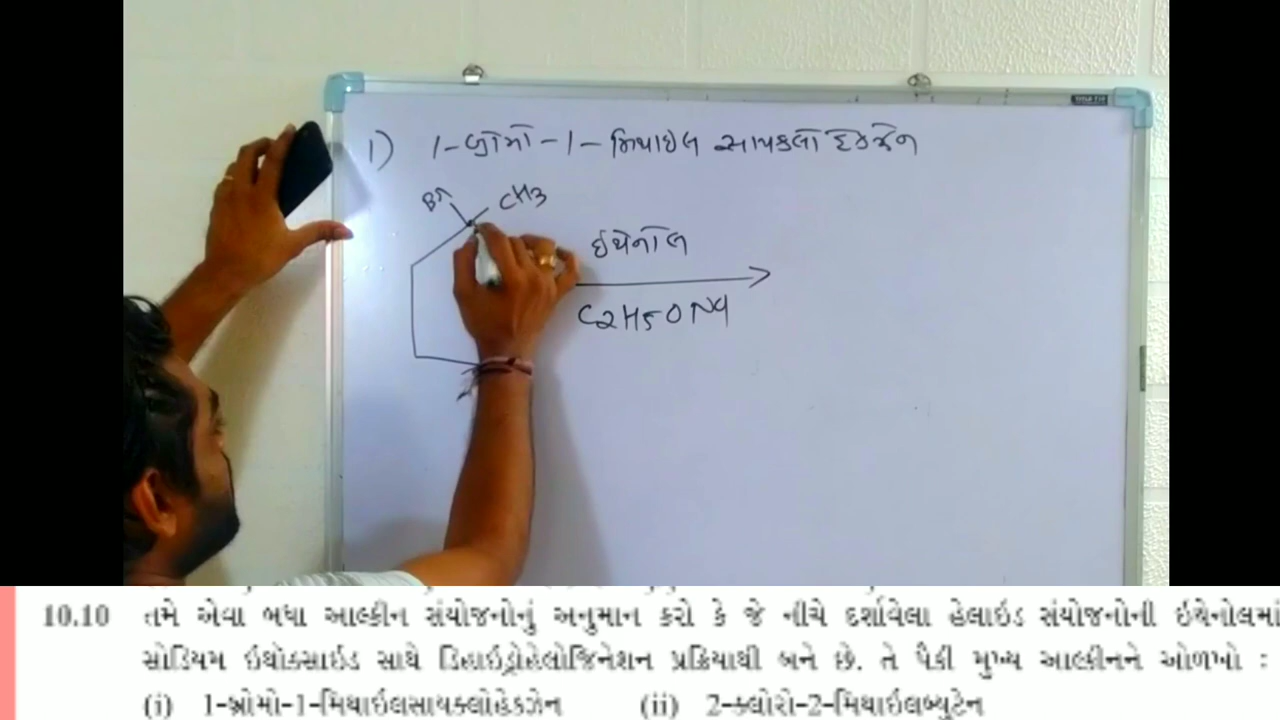 1) 1-બ્રોમો-1-મિથાઇલ સાયક્લો હેકઝેન
Br CH3
ઇથેનોલ
C2H5ONa
10.10 તમે એવા બધા આલ્કીન સંયોજનોનું અનુમાન કરો કે જે નીચે દર્શાવેલા હેલાઇડ સંયોજનોની ઇથેનોલમાં
સોડિયમ ઇથૉક્સાઇડ સાથે ડિહાઇડ્રોહેલોજિનેશન પ્રક્રિયાથી બને છે. તે પૈકી મુખ્ય આલ્કીનને ઓળખો :
(i) 1-બ્રોમો-1-મિથાઇલસાયક્લોહેકઝેન (ii) 2-ક્લોરો-2-મિથાઇલબ્યુટેન